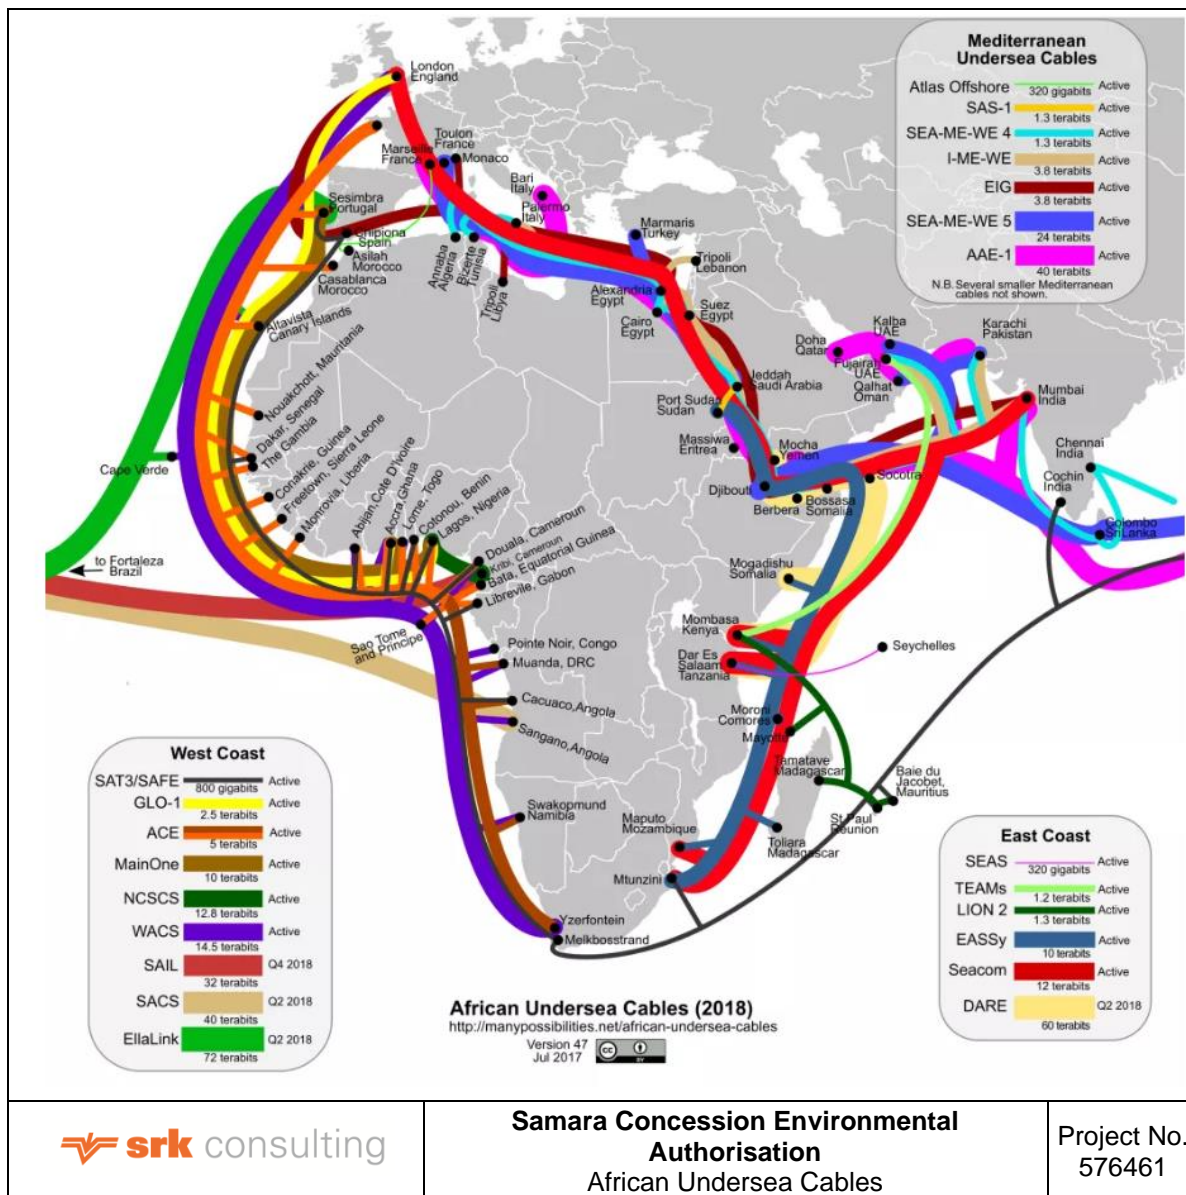 London
England
Toulon
France
Marseille
France
Monaco
Bari
Italy
Palermo
Italy
Sesimbra
Portugal
Chipiona
Spain
Asilah
Morocco
Casablanca
Morocco
Annaba
Algeria
Bizerte
Tunisia
Tripoli
Libya
Marmaris
Turkey
Tripoli
Lebanon
Alexandria
Egypt
Cairo
Egypt
Suez
Egypt
Altavista
Canary Islands
Nouakchott, Mauritania
Dakar, Senegal
The Gambia
Cape Verde
Conakrie, Guinea
Freetown, Sierra Leone
Monrovia, Liberia
Abijan,Cote D'Ivoire
Accra,Ghana
Lome, Togo
Cotonou, Benin
Lagos, Nigeria
Douala, Cameroun
Kribi, Cameroun
Bata, Equatorial Guinea
Libreville, Gabon
Sao Tome
and Principe
to Fortaleza
Brazil
Pointe Noir, Congo
Muanda, DRC
Cacuaco,Angola
Sangano,Angola
Swakopmund
Namibia
Yzerfontein
Melkbosstrand
Jeddah
Saudi Arabia
Port Sudan
Sudan
Massiwa
Eritrea
Mocha
Yemen
Djibouti
Berbera
Bossasa
Somalia
Socotra
Doha
Qatar
Kalba
UAE
Fujairah
UAE
Qalhat
Oman
Karachi
Pakistan
Mumbai
India
Chennai
India
Cochin
India
Colombo
Sri Lanka
Mogadishu
Somalia
Mombasa
Kenya
Dar Es
Salaam
Tanzania
Seychelles
Moroni
Comores
Mayotte
Tamatave
Madagascar
Baie du
Jacobet,
Mauritius
St Paul
Reunion
Toliara
Madagascar
Maputo
Mozambique
Mtunzini
Mediterranean
Undersea Cables
Atlas Offshore Active
320 gigabits
SAS-1 Active
1.3 terabits
SEA-ME-WE 4 Active
1.3 terabits
I-ME-WE Active
3.8 terabits
EIG Active
3.8 terabits
SEA-ME-WE 5 Active
24 terabits
AAE-1 Active
40 terabits
N.B. Several smaller Mediterranean
cables not shown.
West Coast
SAT3/SAFE Active
800 gigabits
GLO-1 Active
2.5 terabits
ACE Active
5 terabits
MainOne Active
10 terabits
NCSCS Active
12.8 terabits
WACS Active
14.5 terabits
SAIL Q4 2018
32 terabits
SACS Q2 2018
40 terabits
EllaLink Q2 2018
72 terabits
East Coast
SEAS Active
320 gigabits
TEAMs Active
1.2 terabits
LION 2 Active
1.3 terabits
EASSy Active
10 terabits
Seacom Active
12 terabits
DARE Q2 2018
60 terabits
African Undersea Cables (2018)
http://manypossibilities.net/african-undersea-cables
Version 47
Jul 2017
cc
BY
srk consulting
Samara Concession Environmental
Authorisation
African Undersea Cables
Project No.
576461